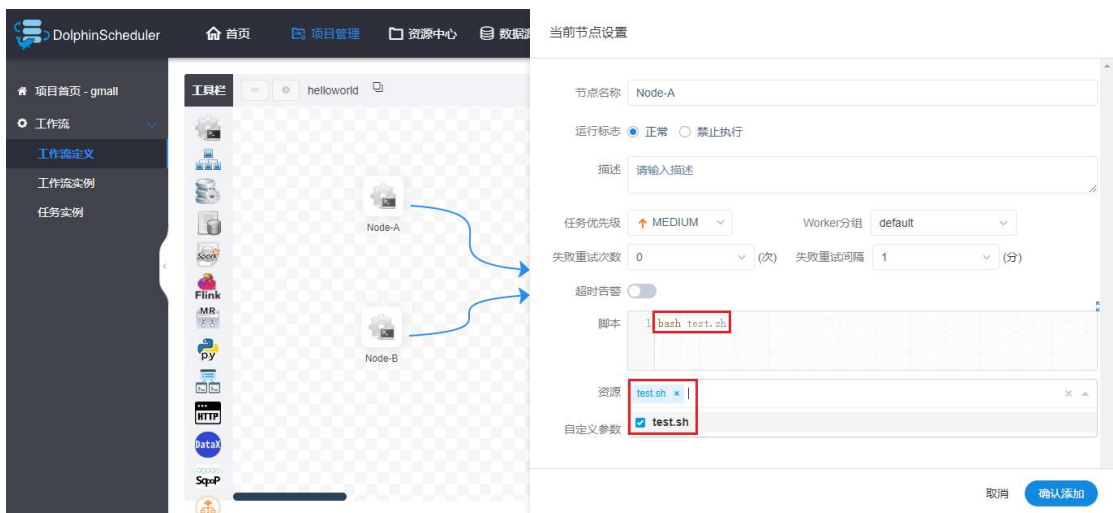 DolphinScheduler
首页
项目管理
资源中心
数据源
当前节点设置
项目首页 - gmall
工作流
工作流定义
工作流实例
任务实例
工具栏
helloworld
Node-A
Node-B
Spark
Flink
MR
py
HTTP
DataX
Sqoop
节点名称 Node-A
运行标志 正常 禁止执行
描述 请输入描述
任务优先级 MEDIUM Worker分组 default
失败重试次数 0 (次) 失败重试间隔 1 (分)
超时告警
脚本 1 bash test.sh
资源 test.sh ×
test.sh
自定义参数
取消 确认添加